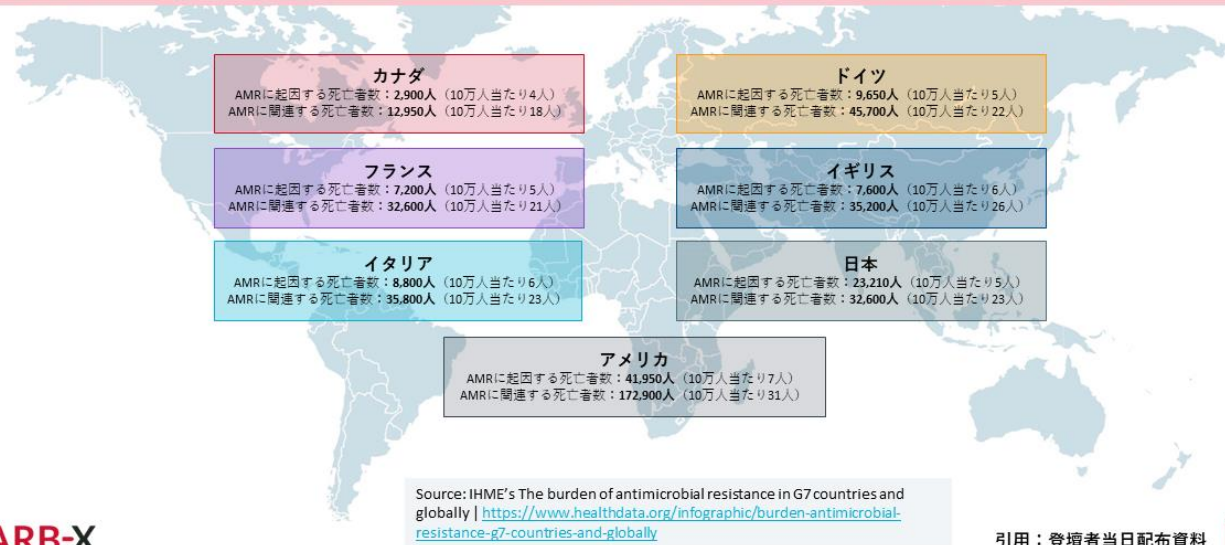 カナダ
AMRに起因する死亡者数：2,900人（10万人当たり4人）
AMRに関連する死亡者数：12,950人（10万人当たり18人）
ドイツ
AMRに起因する死亡者数：9,650人（10万人当たり5人）
AMRに関連する死亡者数：45,700人（10万人当たり22人）
フランス
AMRに起因する死亡者数：7,200人（10万人当たり5人）
AMRに関連する死亡者数：32,600人（10万人当たり21人）
イギリス
AMRに起因する死亡者数：7,600人（10万人当たり6人）
AMRに関連する死亡者数：35,200人（10万人当たり26人）
イタリア
AMRに起因する死亡者数：8,800人（10万人当たり6人）
AMRに関連する死亡者数：35,800人（10万人当たり23人）
日本
AMRに起因する死亡者数：23,210人（10万人当たり5人）
AMRに関連する死亡者数：32,600人（10万人当たり23人）
アメリカ
AMRに起因する死亡者数：41,950人（10万人当たり7人）
AMRに関連する死亡者数：172,900人（10万人当たり31人）
Source: IHME's The burden of antimicrobial resistance in G7 countries and
globally | https://www.healthdata.org/infographic/burden-antimicrobial-
resistance-g7-countries-and-globally
ARB-X
引用：登壇者当日配布資料